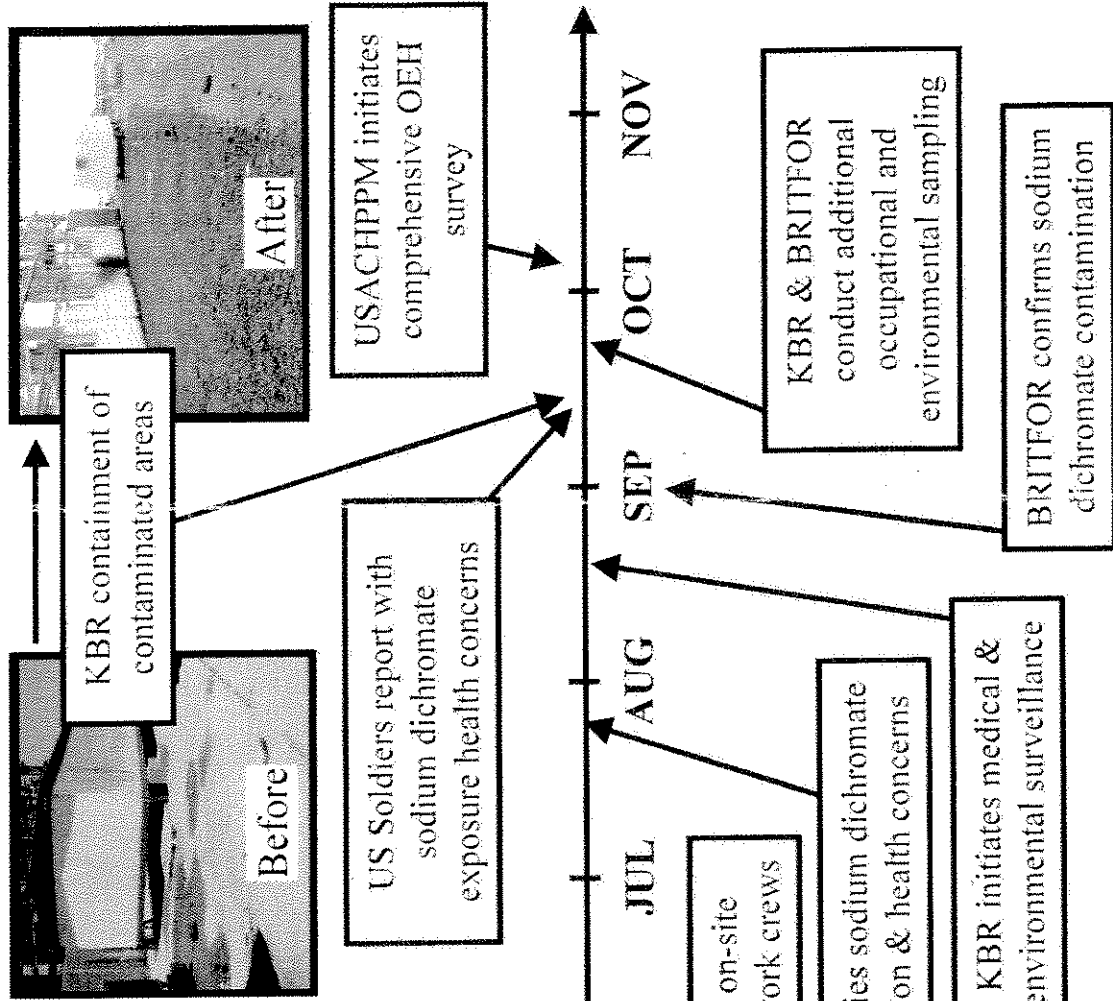 Before
After
KBR containment of
contaminated areas
USACHPPM initiates
comprehensive OEH
survey
US Soldiers report with
sodium dichromate
exposure health concerns
JUL
AUG
SEP
OCT
NOV
on-site
ork crews
ies sodium dichromate
on & health concerns
KBR initiates medical &
environmental surveillance
BRITFOR confirms sodium
dichromate contamination
KBR & BRITFOR
conduct additional
occupational and
environmental sampling